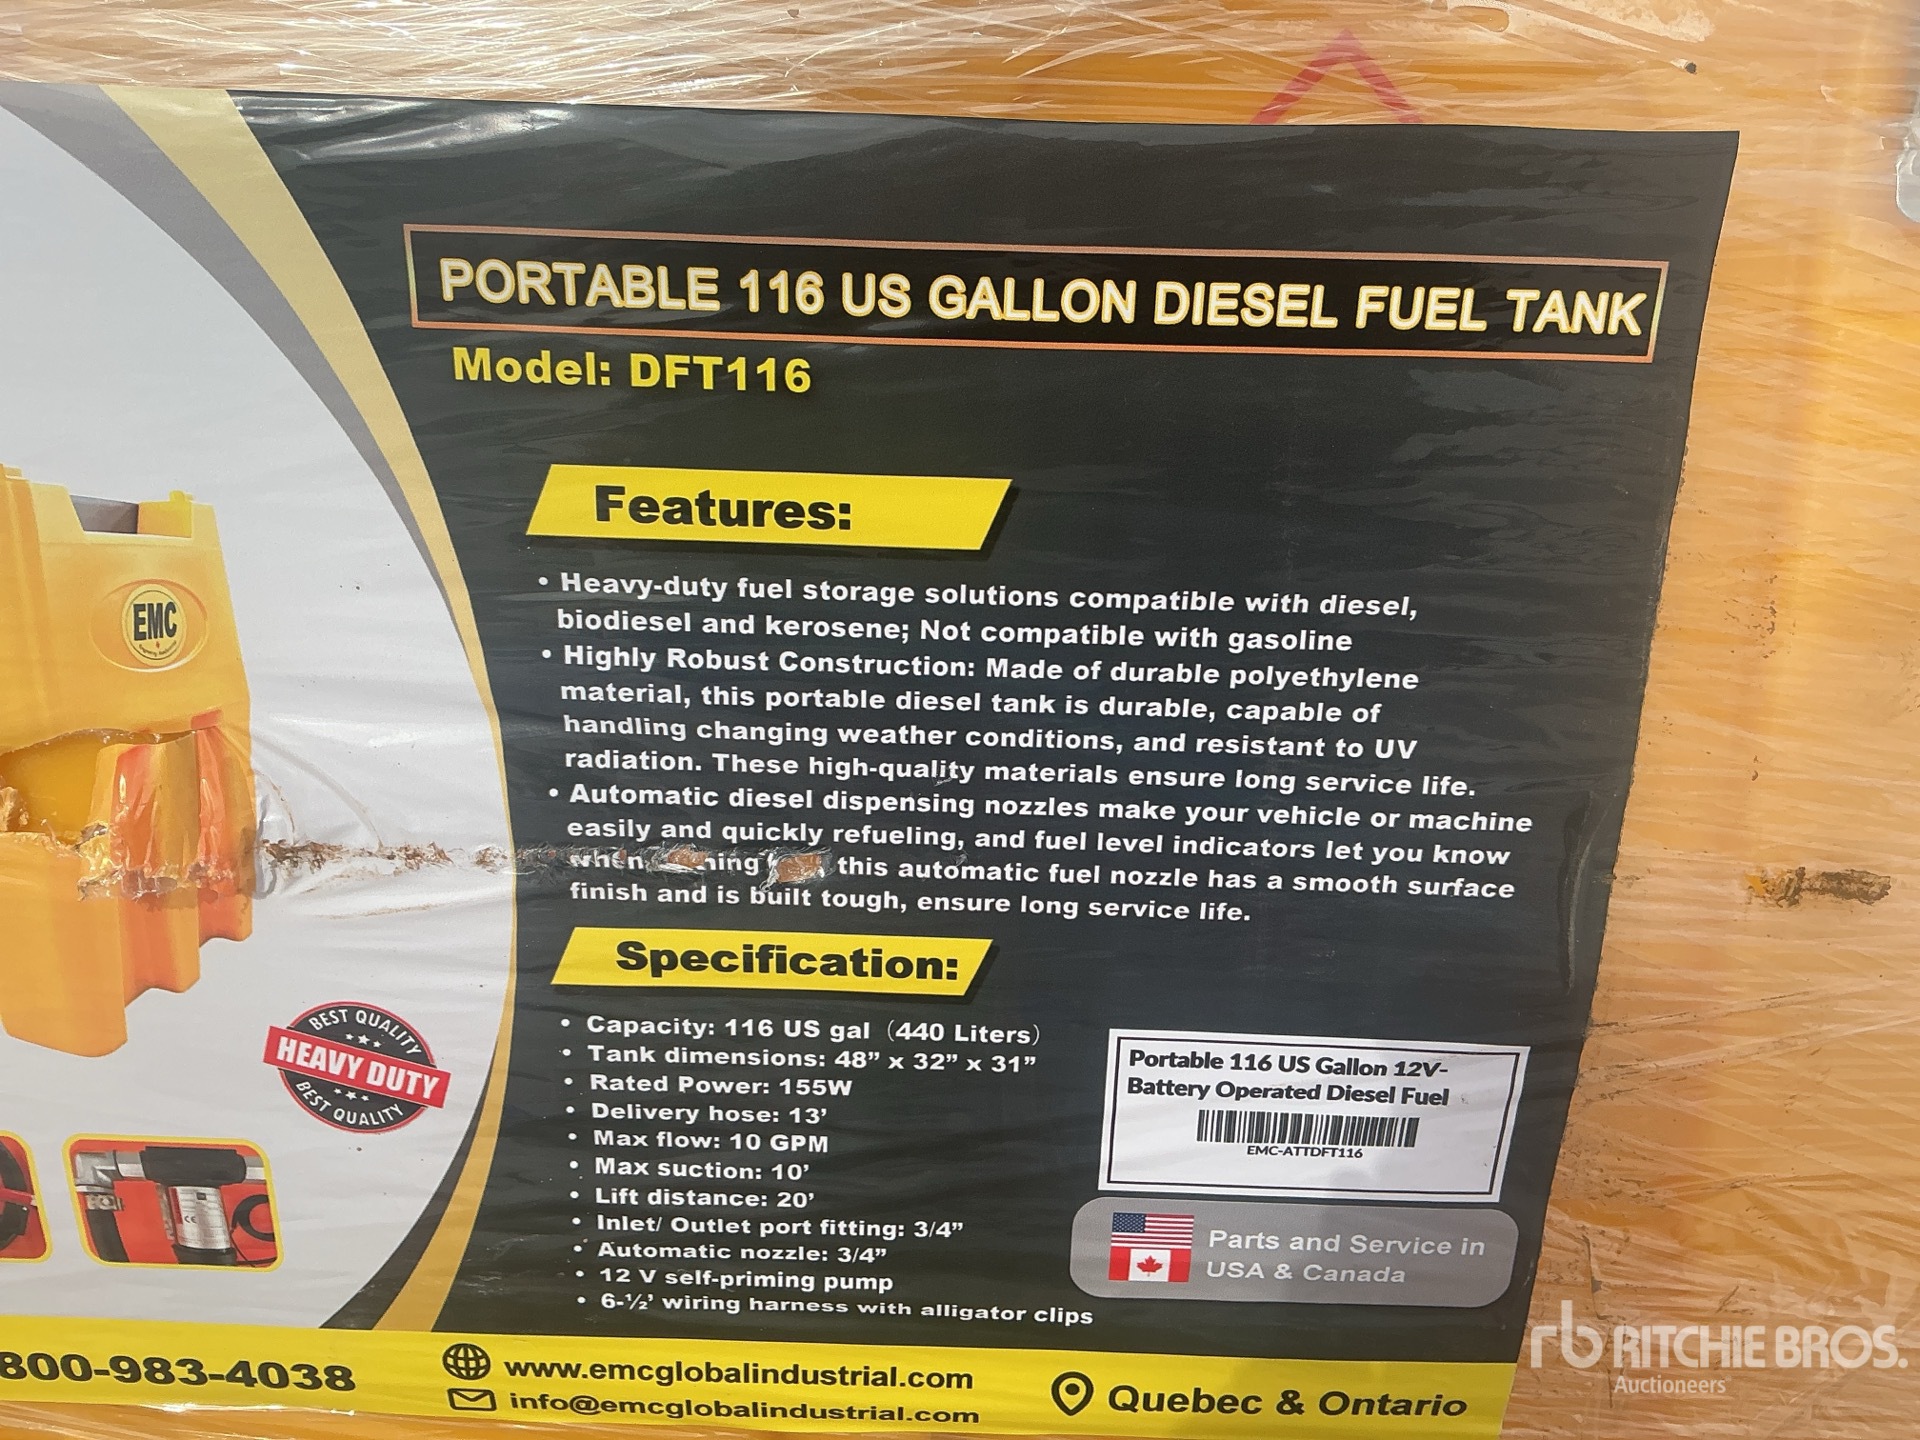 PORTABLE 116 US GALLON DIESEL FUEL TANK
Model: DFT116
Features:
• Heavy-duty fuel storage solutions compatible with diesel,
biodiesel and kerosene; Not compatible with gasoline
• Highly Robust Construction: Made of durable polyethylene
material, this portable diesel tank is durable, capable of
handling changing weather conditions, and resistant to UV
radiation. These high-quality materials ensure long service life.
• Automatic diesel dispensing nozzles make your vehicle or machine
easily and quickly refueling, and fuel level indicators let you know
when this automatic fuel nozzle has a smooth surface
finish and is built tough, ensure long service life.
Specification:
• Capacity: 116 US gal (440 Liters)
• Tank dimensions: 48” x 32” x 31”
• Rated Power: 155W
• Delivery hose: 13’
• Max flow: 10 GPM
• Max suction: 10’
• Lift distance: 20’
• Inlet/ Outlet port fitting: 3/4”
• Automatic nozzle: 3/4”
• 12 V self-priming pump
• 6-½’ wiring harness with alligator clips
EMC
BEST QUALITY
HEAVY DUTY
BEST QUALITY
CE
Portable 116 US Gallon 12V-
Battery Operated Diesel Fuel
EMC-ATTDFT116
Parts and Service in
USA & Canada
800-983-4038
www.emcglobalindustrial.com
info@emcglobalindustrial.com
Quebec & Ontario
rb RITCHIE BROS.
Auctioneers